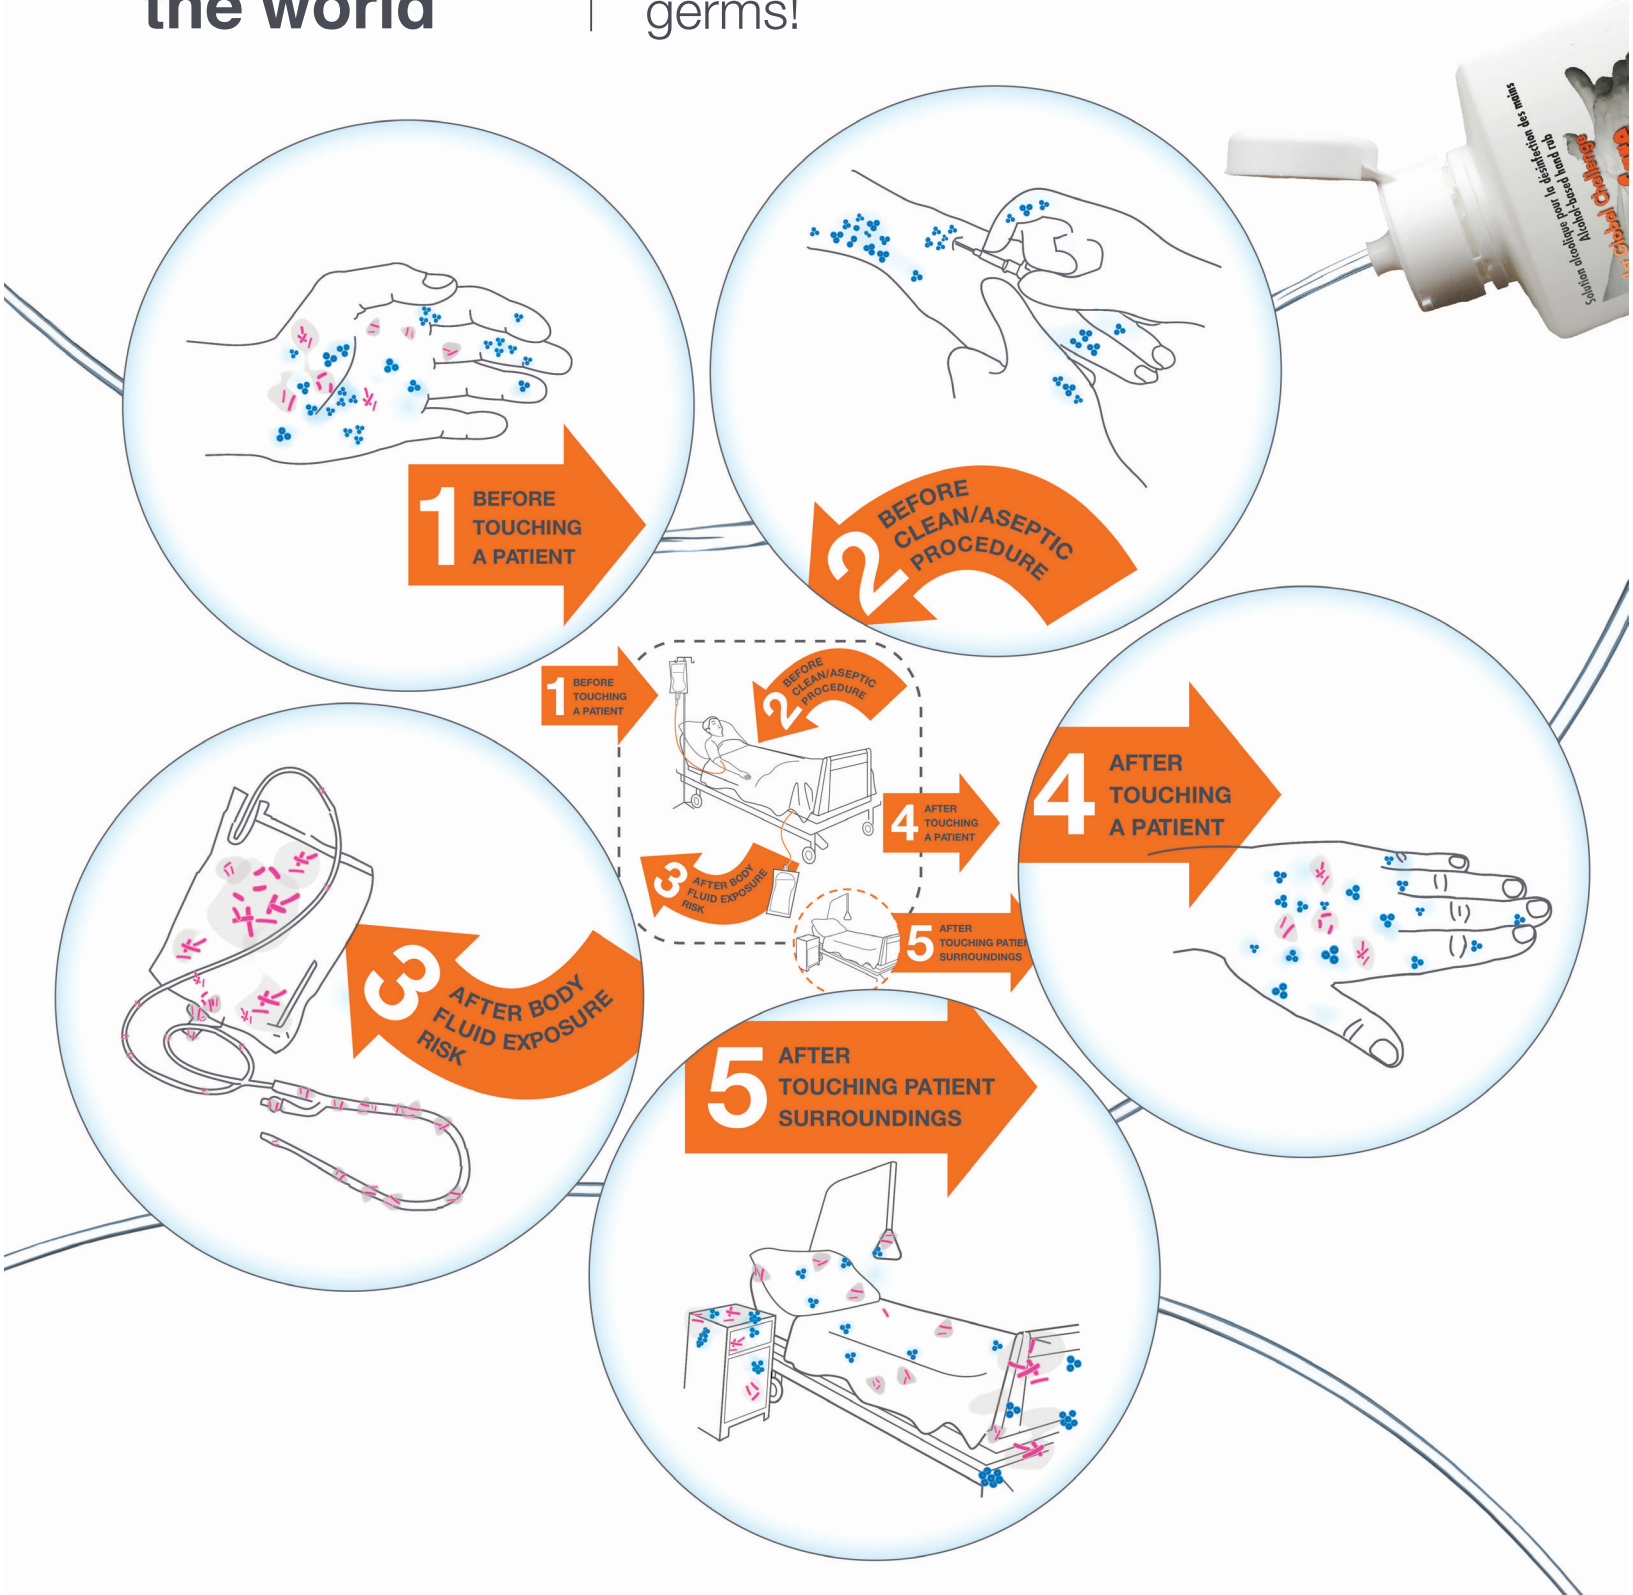 the world
germs!
Solution alcoolique pour la desinfection des mains
Alcohol-based hand rub
Global Challenge
1
BEFORE
TOUCHING
A PATIENT
2
BEFORE
CLEAN/ASEPTIC
PROCEDURE
1
BEFORE
TOUCHING
A PATIENT
2
BEFORE
CLEAN/ASEPTIC
PROCEDURE
3
AFTER BODY
FLUID EXPOSURE
RISK
4
AFTER
TOUCHING
A PATIENT
5
AFTER
TOUCHING PATIE
SURROUNDINGS
4
AFTER
TOUCHING
A PATIENT
3
AFTER BODY
FLUID EXPOSURE
RISK
5
AFTER
TOUCHING PATIENT
SURROUNDINGS